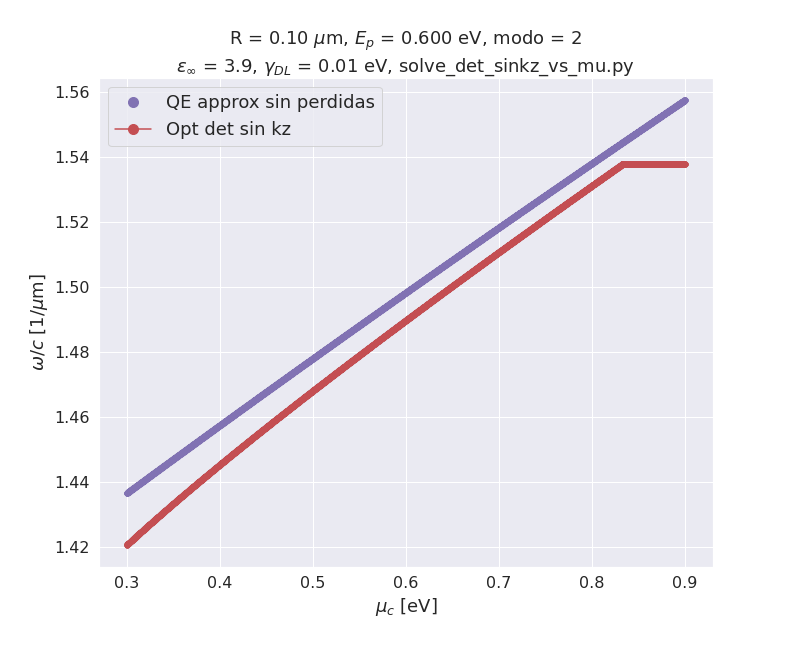 R = 0.10 μm, E_p = 0.600 eV, modo = 2
ε_∞ = 3.9, γ_DL = 0.01 eV, solve_det_sinkz_vs_mu.py
QE approx sin perdidas
Opt det sin kz
1.56
1.54
1.52
1.50
1.48
1.46
1.44
1.42
ω/c [1/μm]
0.3 0.4 0.5 0.6 0.7 0.8 0.9
μ_c [eV]